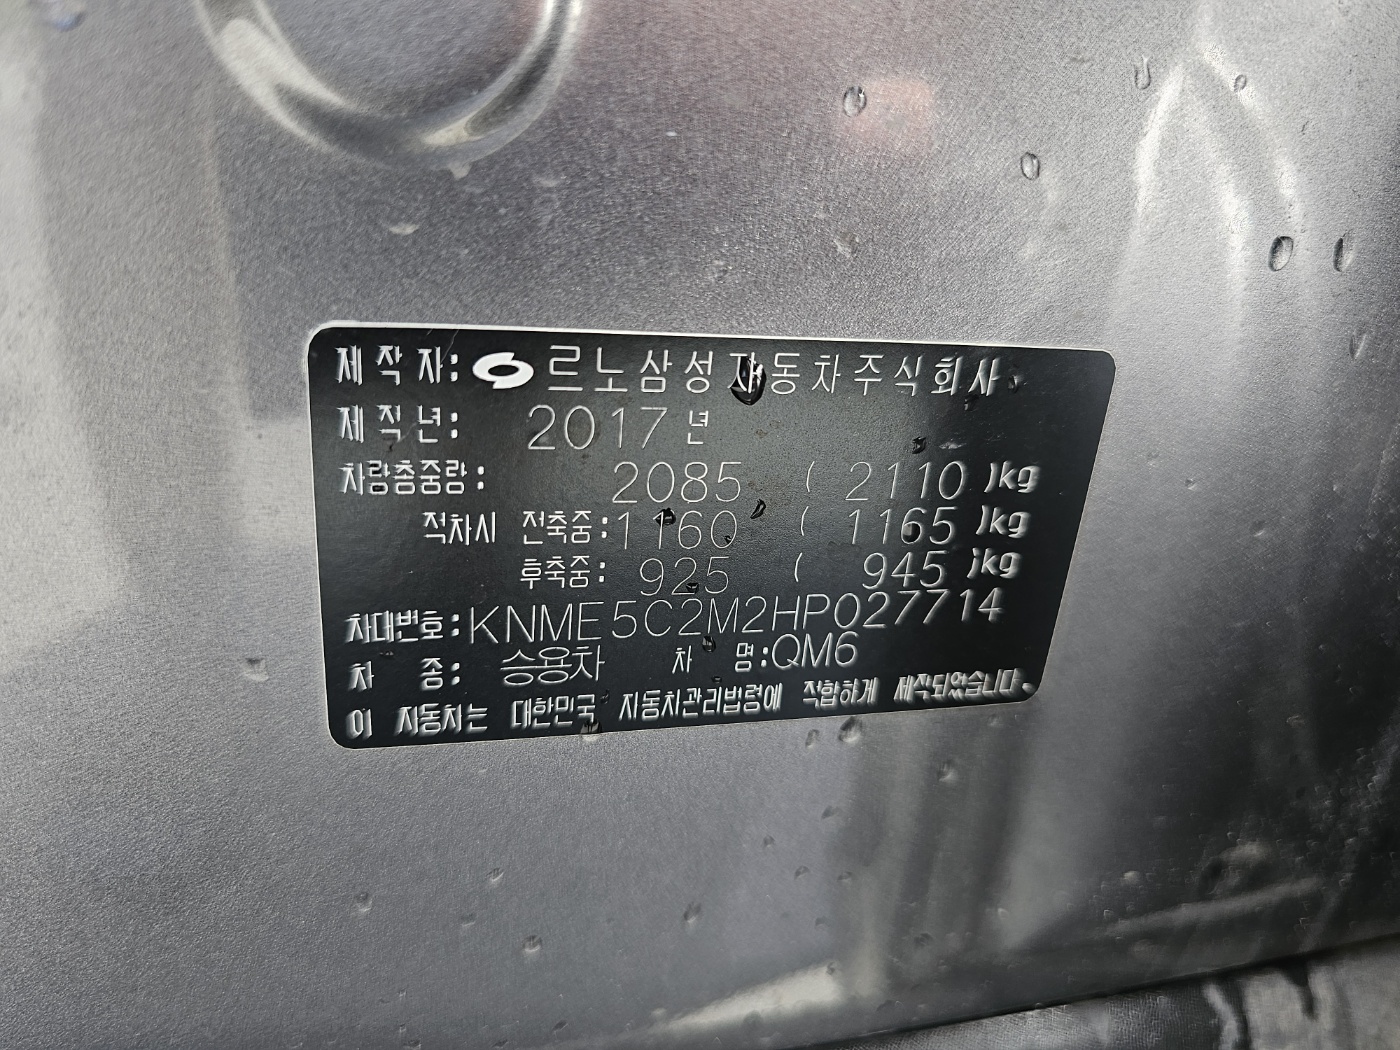 제 작 자: 르노삼성자동차주식회사
제 작 년: 2017 년
차량총중량: 2085 ( 2110 )kg
적차시 전축중: 1160 ( 1165 )kg
후축중: 925 ( 945 )kg
차대번호: KNME5C2M2HP027714
차 종: 승용차 차 명: QM6
이 자동차는 대한민국 자동차관리법령에 적합하게 제작되었습니다.